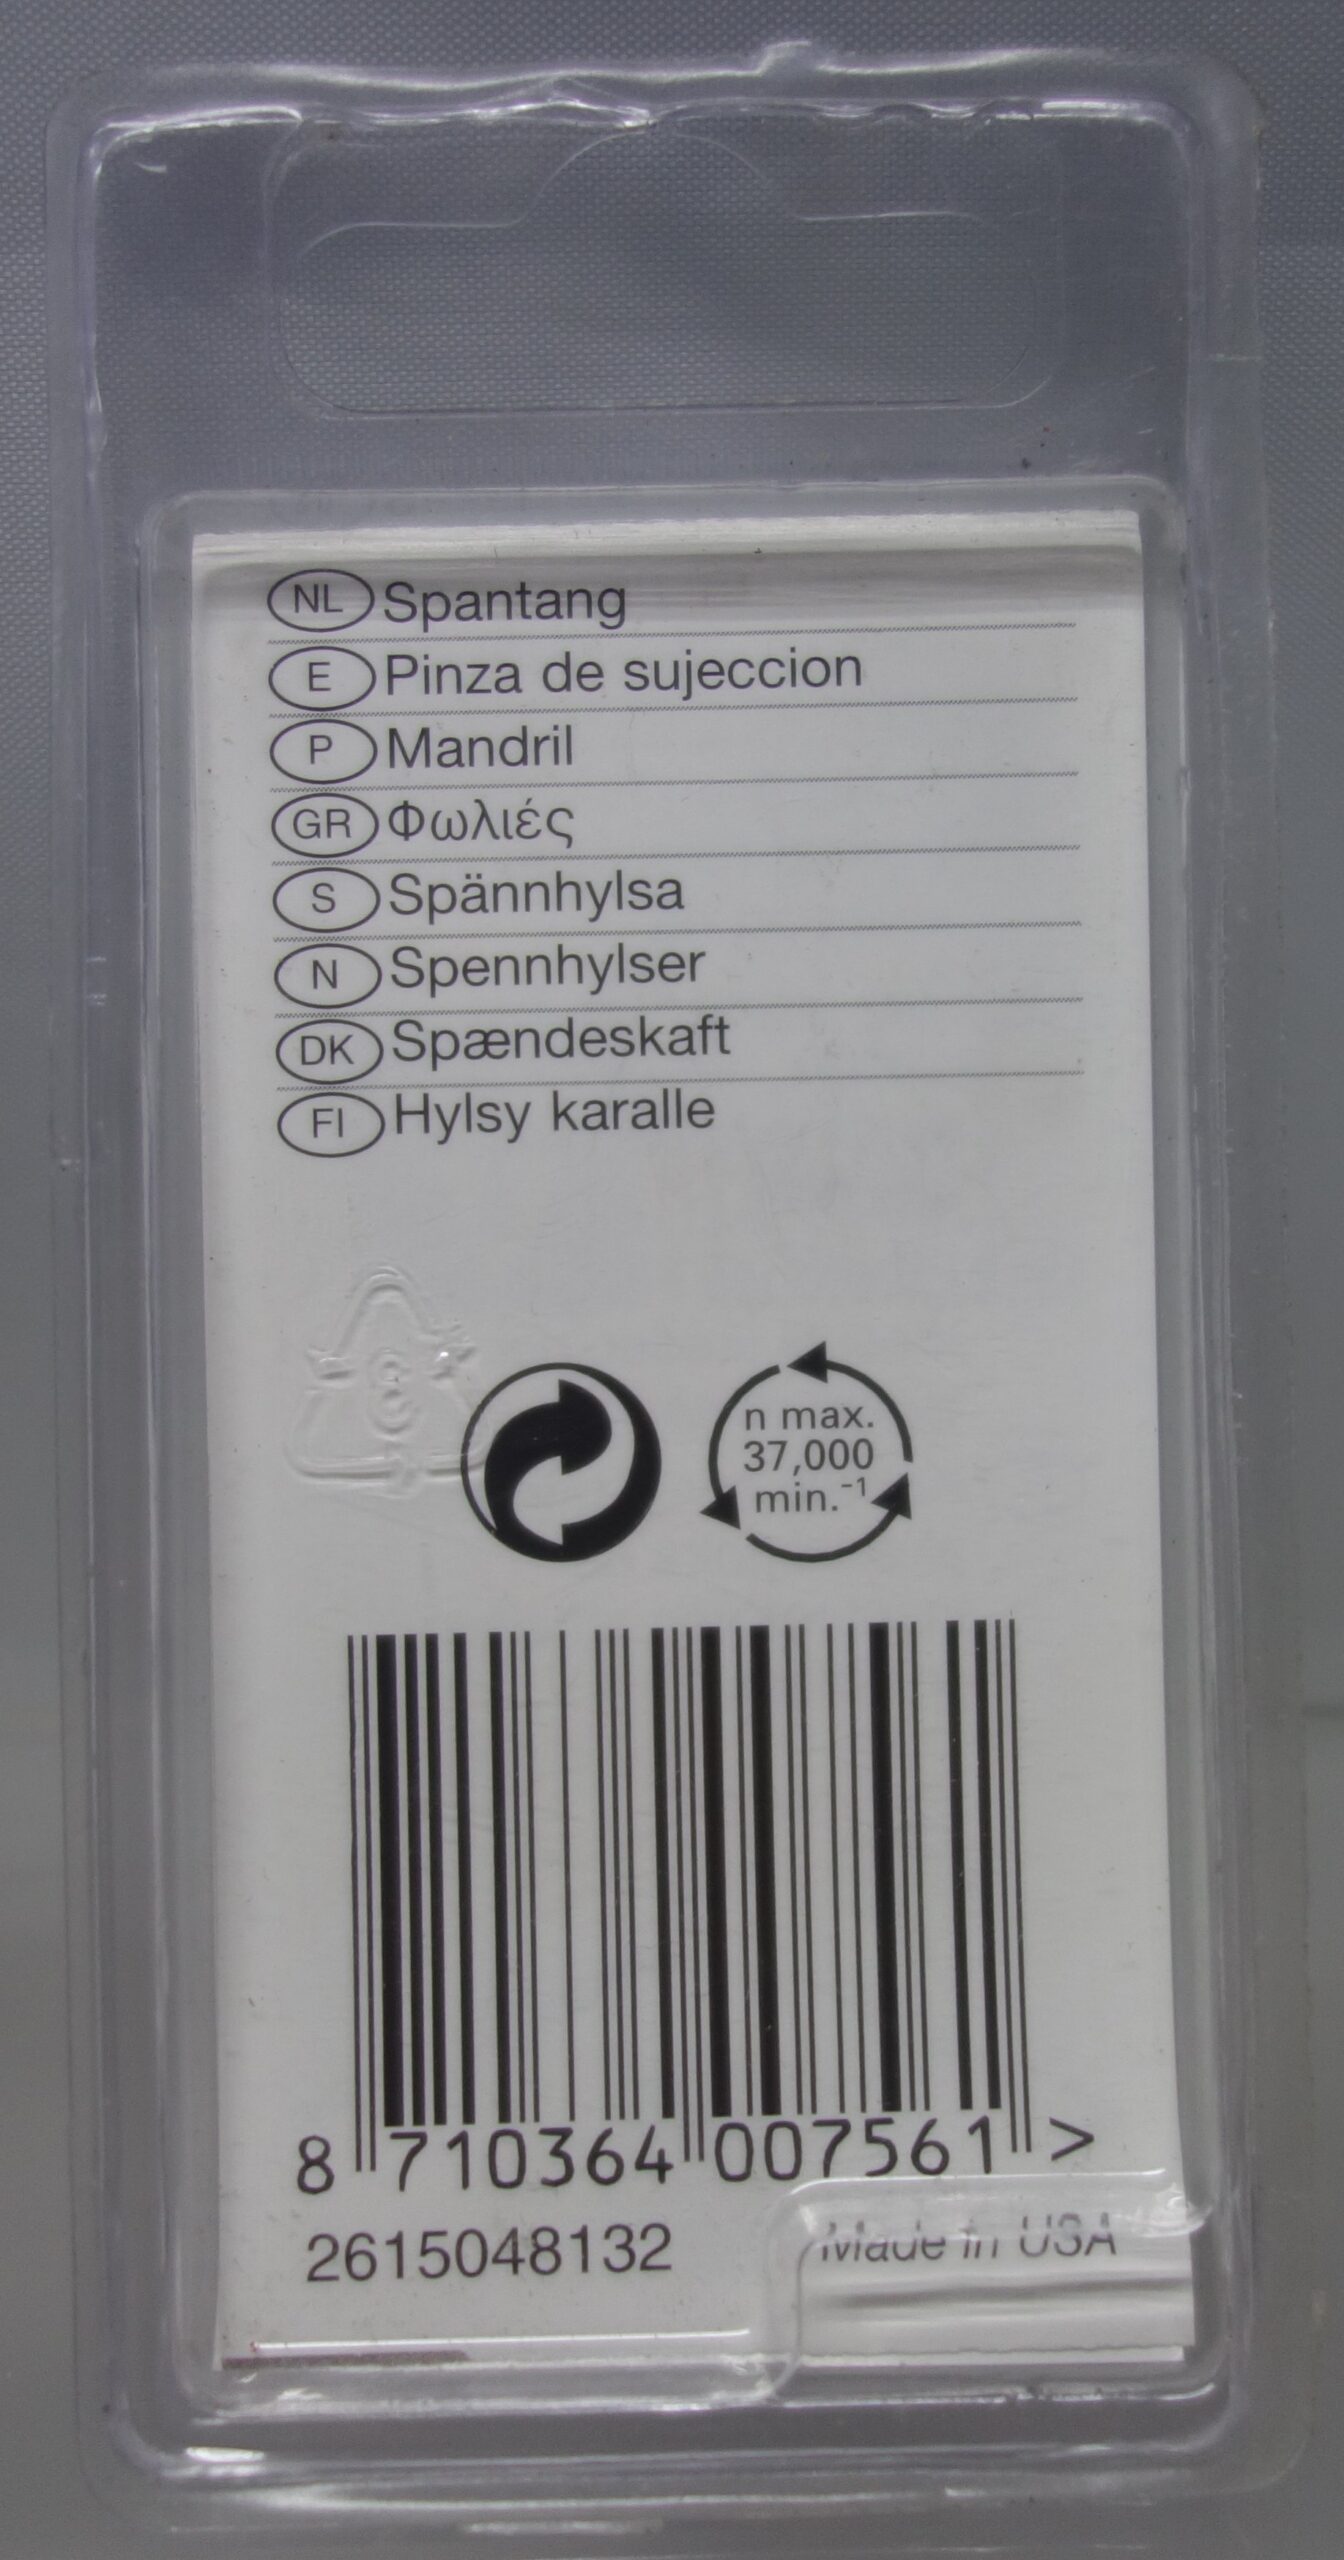 NL Spantang
E Pinza de sujeccion
P Mandril
GR Φωλιές
S Spännhylsa
N Spennhylser
DK Spændeskaft
FI Hylsy karalle
n max.
37,000
min.⁻¹
8 710364 007561 >
2615048132 Made in USA